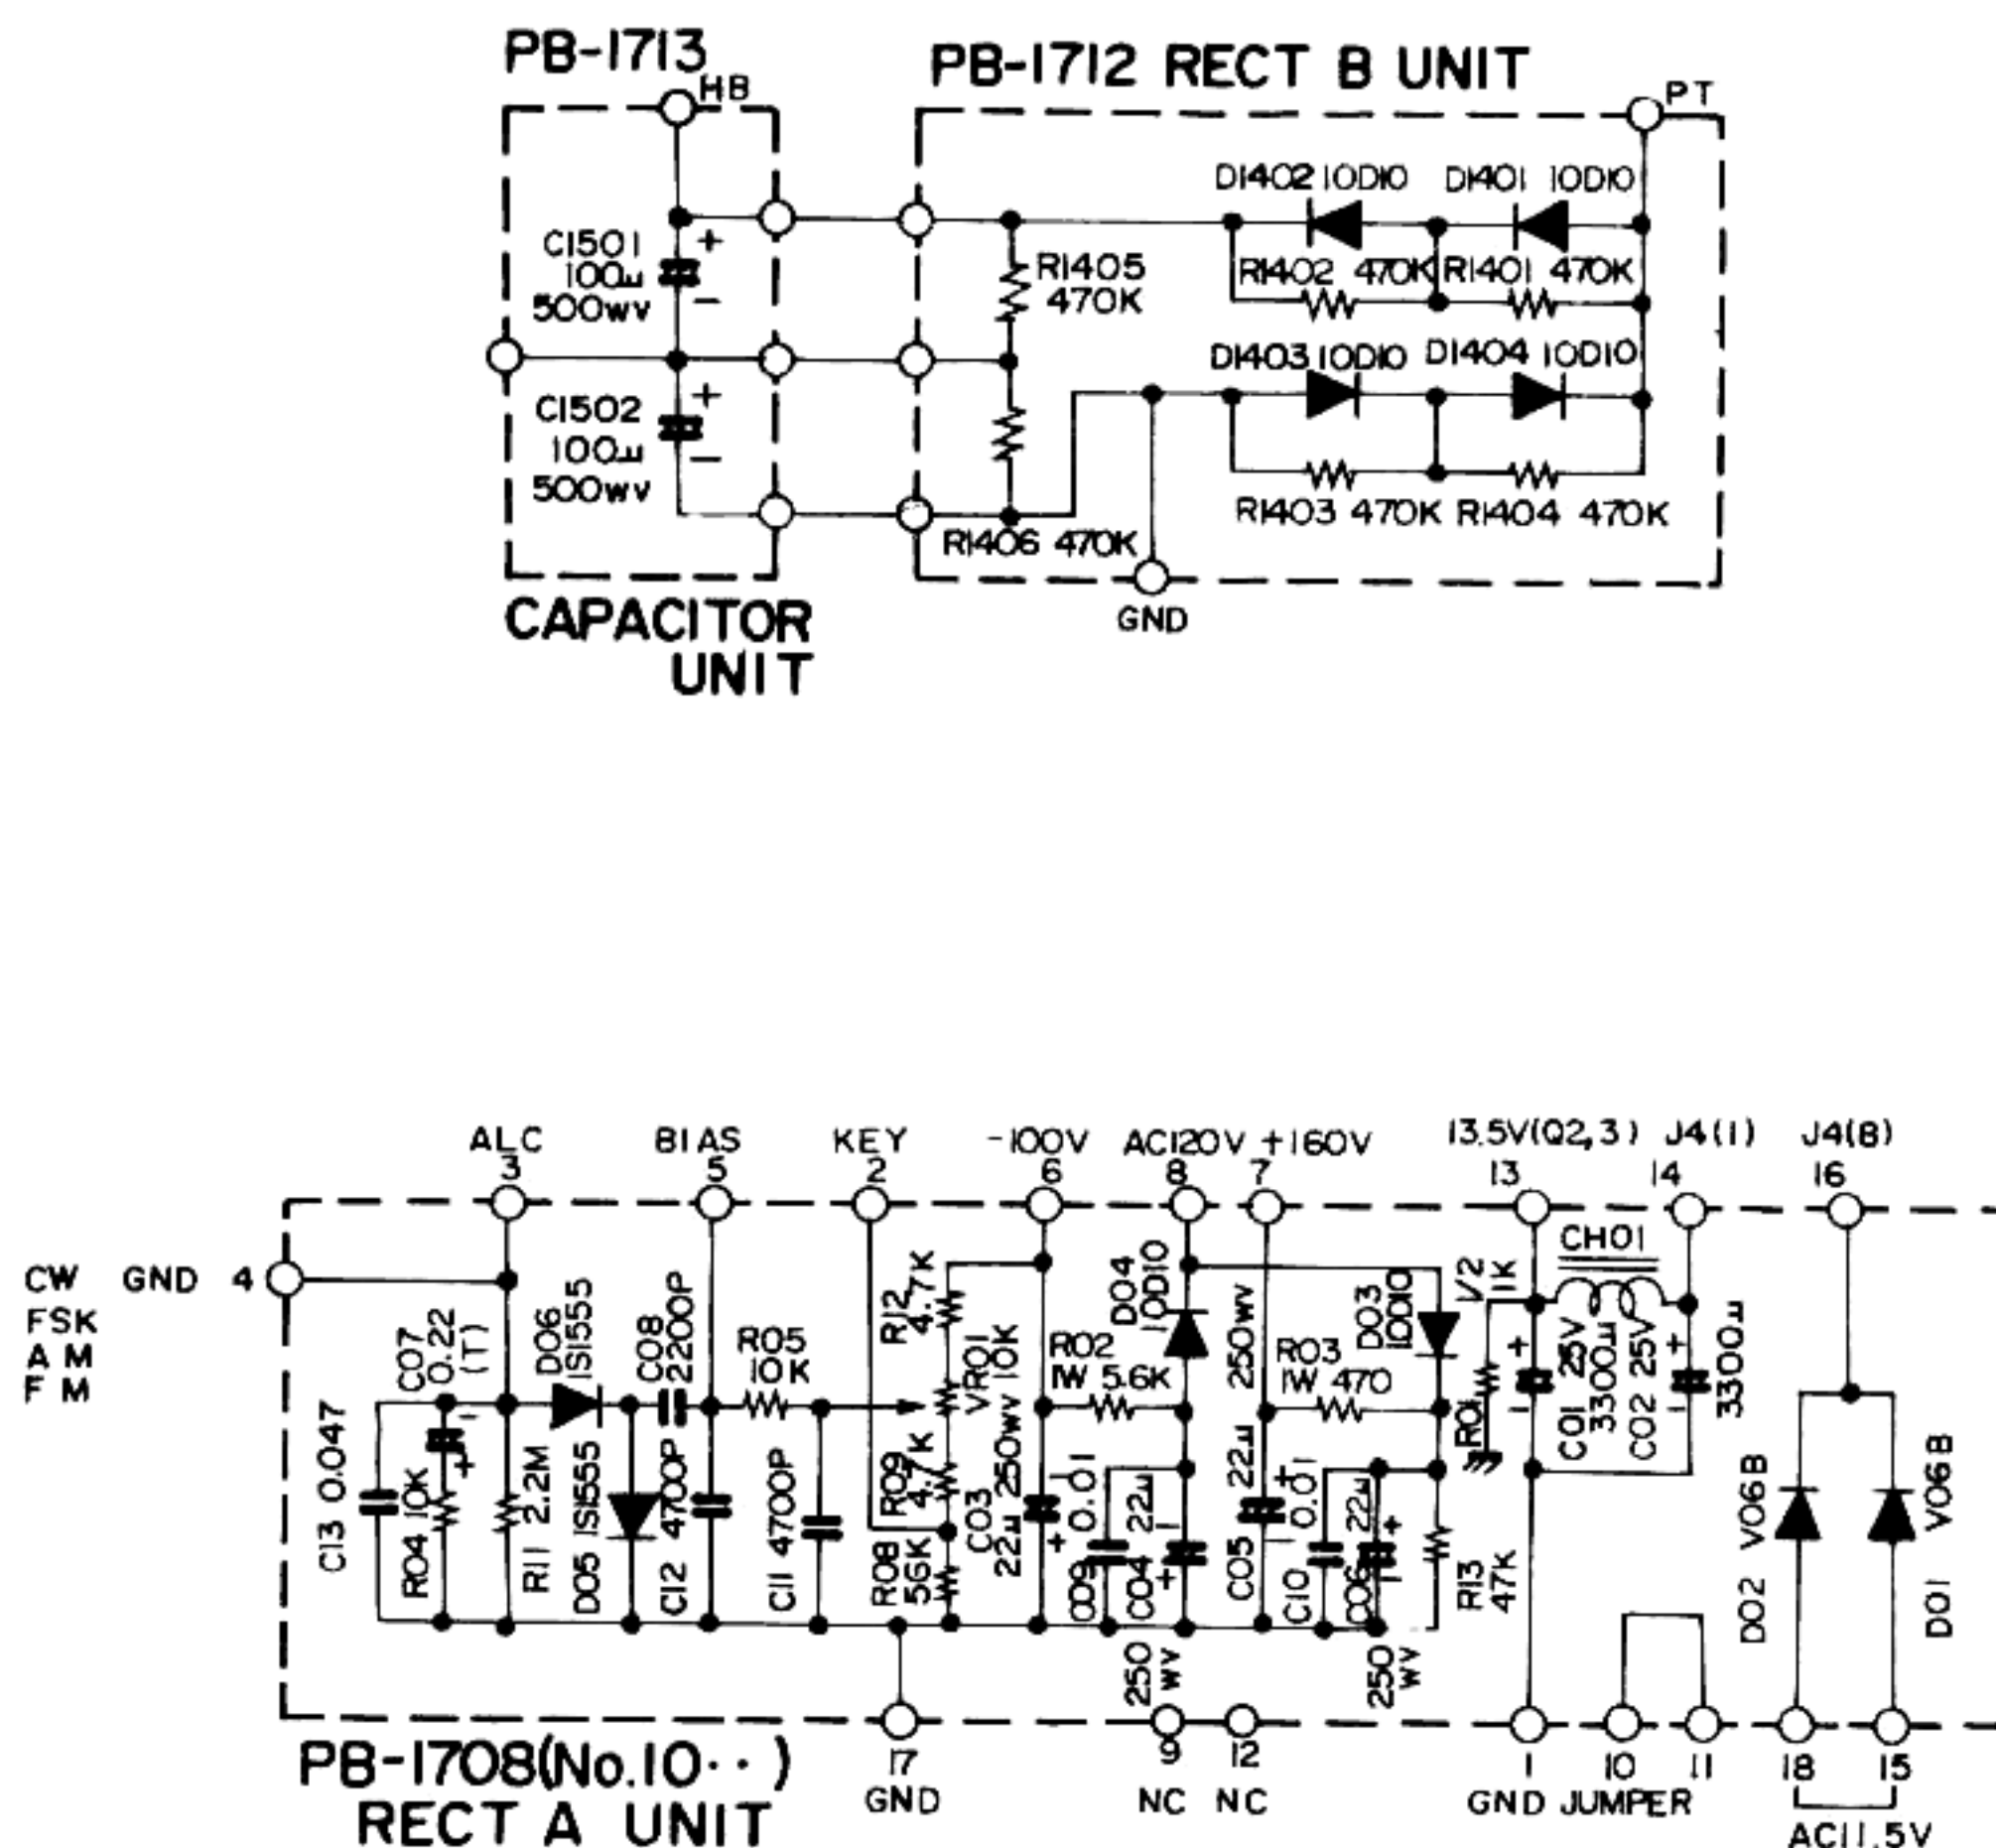 PB-1713
HB
PB-1712 RECT B UNIT
PT
D1402 10D10
D1401 10D10
C1501
100μ
500WV
+
−
R1405
470K
R1402 470K
R1401 470K
D1403 10D10
D1404 10D10
C1502
100μ
500WV
+
−
R1403 470K
R1404 470K
R1406 470K
GND
CAPACITOR
UNIT
ALC
3
BIAS
5
KEY
2
-100V
6
AC120V
8
+160V
7
13.5V(Q2,3)
13
J4(1)
14
J4(8)
16
CW GND 4
FSK
AM
FM
C13 0.047
C07
0.22
(T)
R04 10K
R11 2.2M
D06
1S1555
D05 1S1555
C08
2200P
C12 4700P
R05
10K
C11 4700P
R12
4.7K
VR01
10K
R09
4.7K
R08
56K
C03
22μ 250WV
R02
1W 5.6K
D04
10D10
C09 0.01
C04 22μ
250
WV
C05 22μ 250WV
R03
1W 470
D03
10D10
C10 0.01
C06 22μ
250
WV
R13
47K
R01
1/2
1K
CH01
C01 25V
3300μ
C02 25V
3300μ
D02 V06B
D01 V06B
PB-1708(No.10··)
RECT A UNIT
17
GND
9
NC
12
NC
1
GND
10
11
JUMPER
18
15
AC11.5V